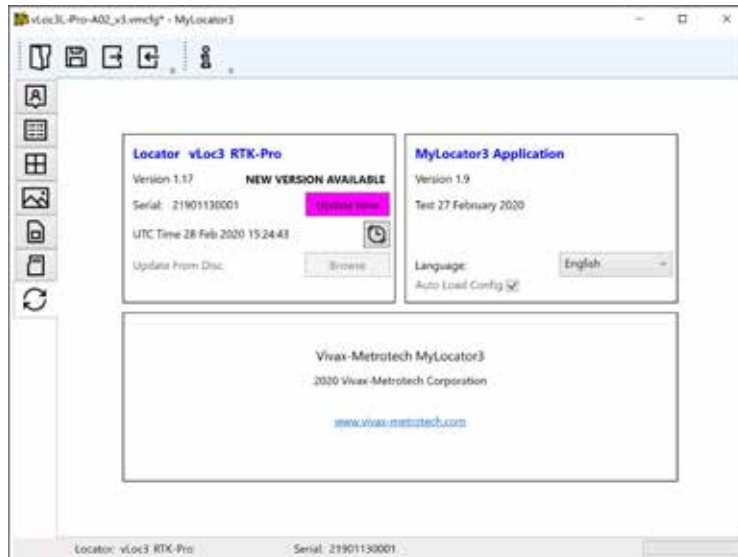 vLoc3L-Pro-A02_v3.vmcfg* - MyLocator3
Locator vLoc3 RTK-Pro
Version 1.17 NEW VERSION AVAILABLE
Serial: 21901130001 Update Now
UTC Time 28 Feb 2020 15:24:43
Update From Disc: Browse
MyLocator3 Application
Version 1.9
Test 27 February 2020
Language: English
Auto Load Config
Vivax-Metrotech MyLocator3
2020 Vivax-Metrotech Corporation
www.vivax-metrotech.com
Locator: vLoc3 RTK-Pro Serial: 21901130001